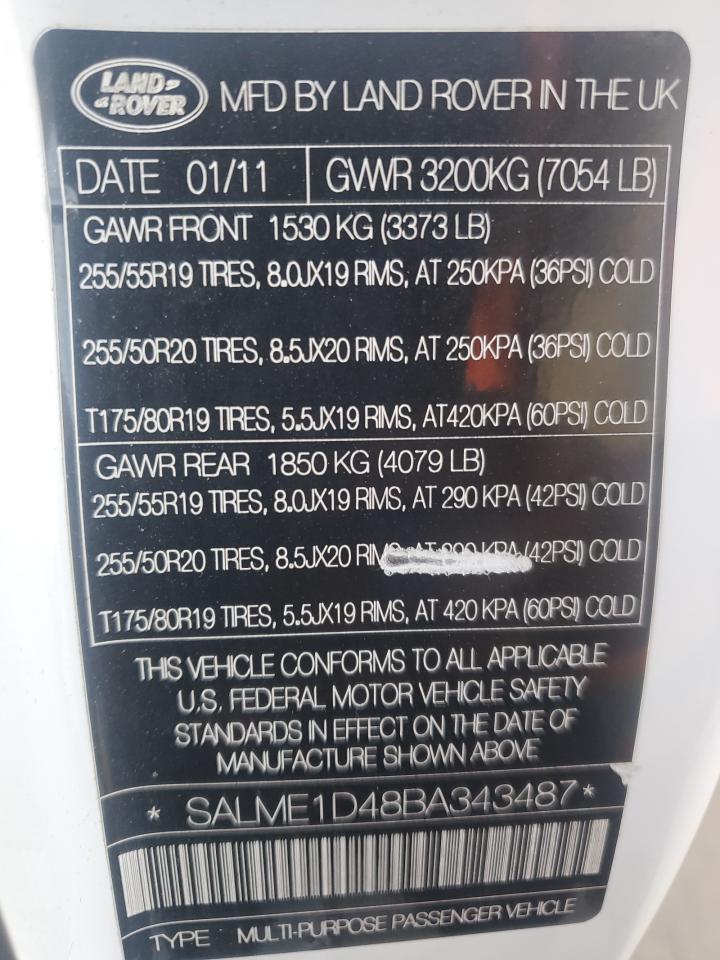 LAND
ROVER
MFD BY LAND ROVER IN THE UK
DATE 01/11 GVWR 3200KG (7054 LB)
GAWR FRONT 1530 KG (3373 LB)
255/55R19 TIRES, 8.0JX19 RIMS, AT 250KPA (36PSI) COLD
255/50R20 TIRES, 8.5JX20 RIMS, AT 250KPA (36PSI) COLD
T175/80R19 TIRES, 5.5JX19 RIMS, AT420KPA (60PSI) COLD
GAWR REAR 1850 KG (4079 LB)
255/55R19 TIRES, 8.0JX19 RIMS, AT 290 KPA (42PSI) COLD
255/50R20 TIRES, 8.5JX20 RIMS, AT 290 KPA (42PSI) COLD
T175/80R19 TIRES, 5.5JX19 RIMS, AT 420 KPA (60PSI) COLD
THIS VEHICLE CONFORMS TO ALL APPLICABLE
U.S. FEDERAL MOTOR VEHICLE SAFETY
STANDARDS IN EFFECT ON THE DATE OF
MANUFACTURE SHOWN ABOVE
* SALME1D48BA343487 *
TYPE MULTI-PURPOSE PASSENGER VEHICLE